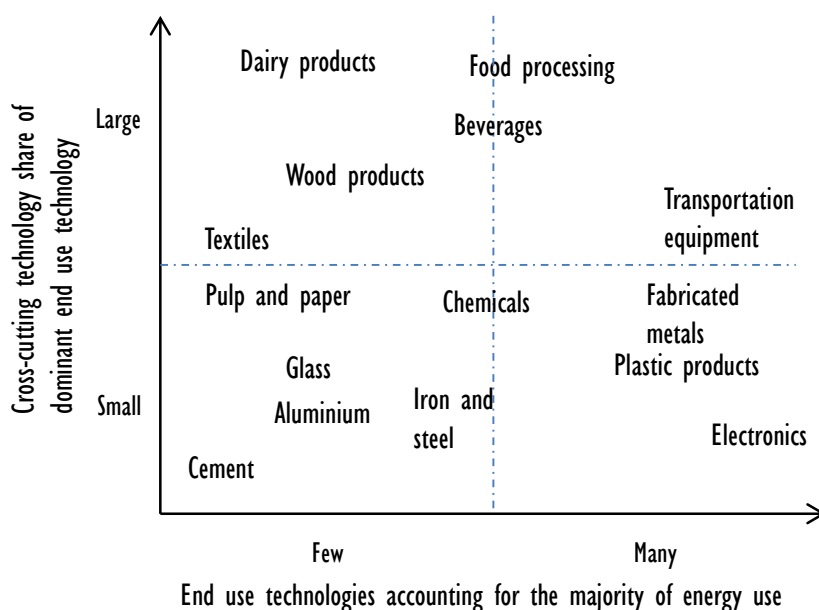 Dairy products
Food processing
Large
Beverages
Wood products
Transportation
equipment
Textiles
Cross-cutting technology share of
dominant end use technology
Pulp and paper
Chemicals
Fabricated
metals
Plastic products
Glass
Small
Aluminium
Iron and
steel
Electronics
Cement
Few
Many
End use technologies accounting for the majority of energy use